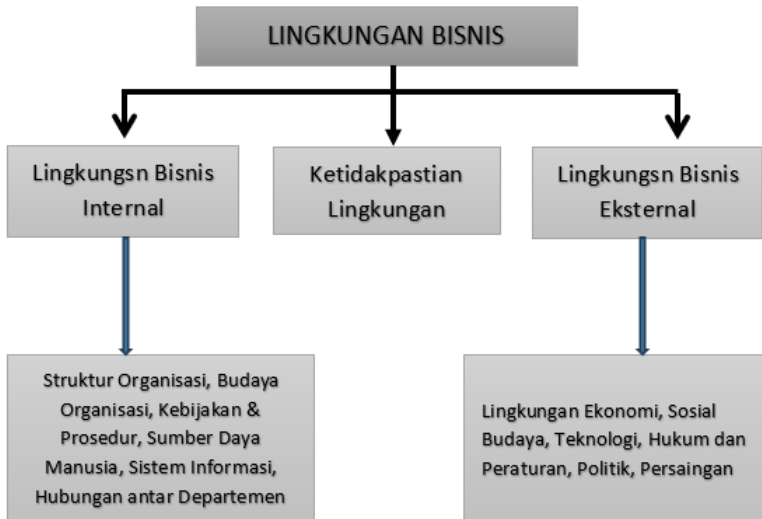 LINGKUNGAN BISNIS
Lingkungsn Bisnis
Internal
Ketidakpastian
Lingkungan
Lingkungsn Bisnis
Eksternal
Struktur Organisasi, Budaya
Organisasi, Kebijakan &
Prosedur, Sumber Daya
Manusia, Sistem Informasi,
Hubungan antar Departemen
Lingkungan Ekonomi, Sosial
Budaya, Teknologi, Hukum dan
Peraturan, Politik, Persaingan